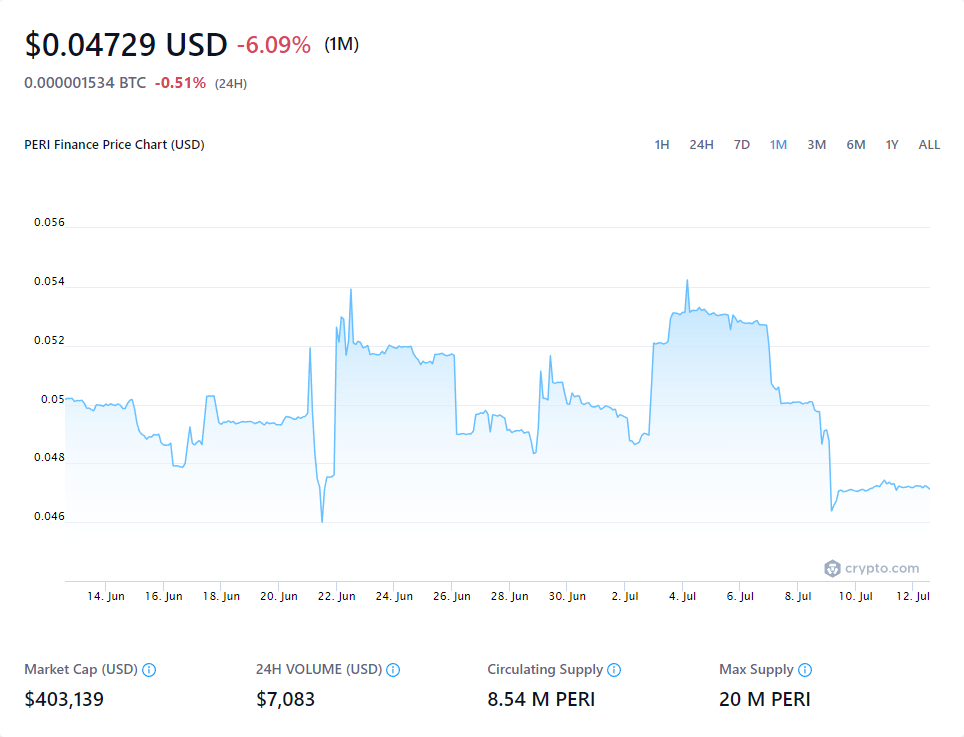 $0.04729 USD -6.09% (1M)
0.000001534 BTC -0.51% (24H)
PERI Finance Price Chart (USD) 1H 24H 7D 1M 3M 6M 1Y ALL
0.056
0.054
0.052
0.05
0.048
0.046
crypto.com
14. Jun 16. Jun 18. Jun 20. Jun 22. Jun 24. Jun 26. Jun 28. Jun 30. Jun 2. Jul 4. Jul 6. Jul 8. Jul 10. Jul 12. Jul
Market Cap (USD) 24H VOLUME (USD) Circulating Supply Max Supply
$403,139 $7,083 8.54 M PERI 20 M PERI